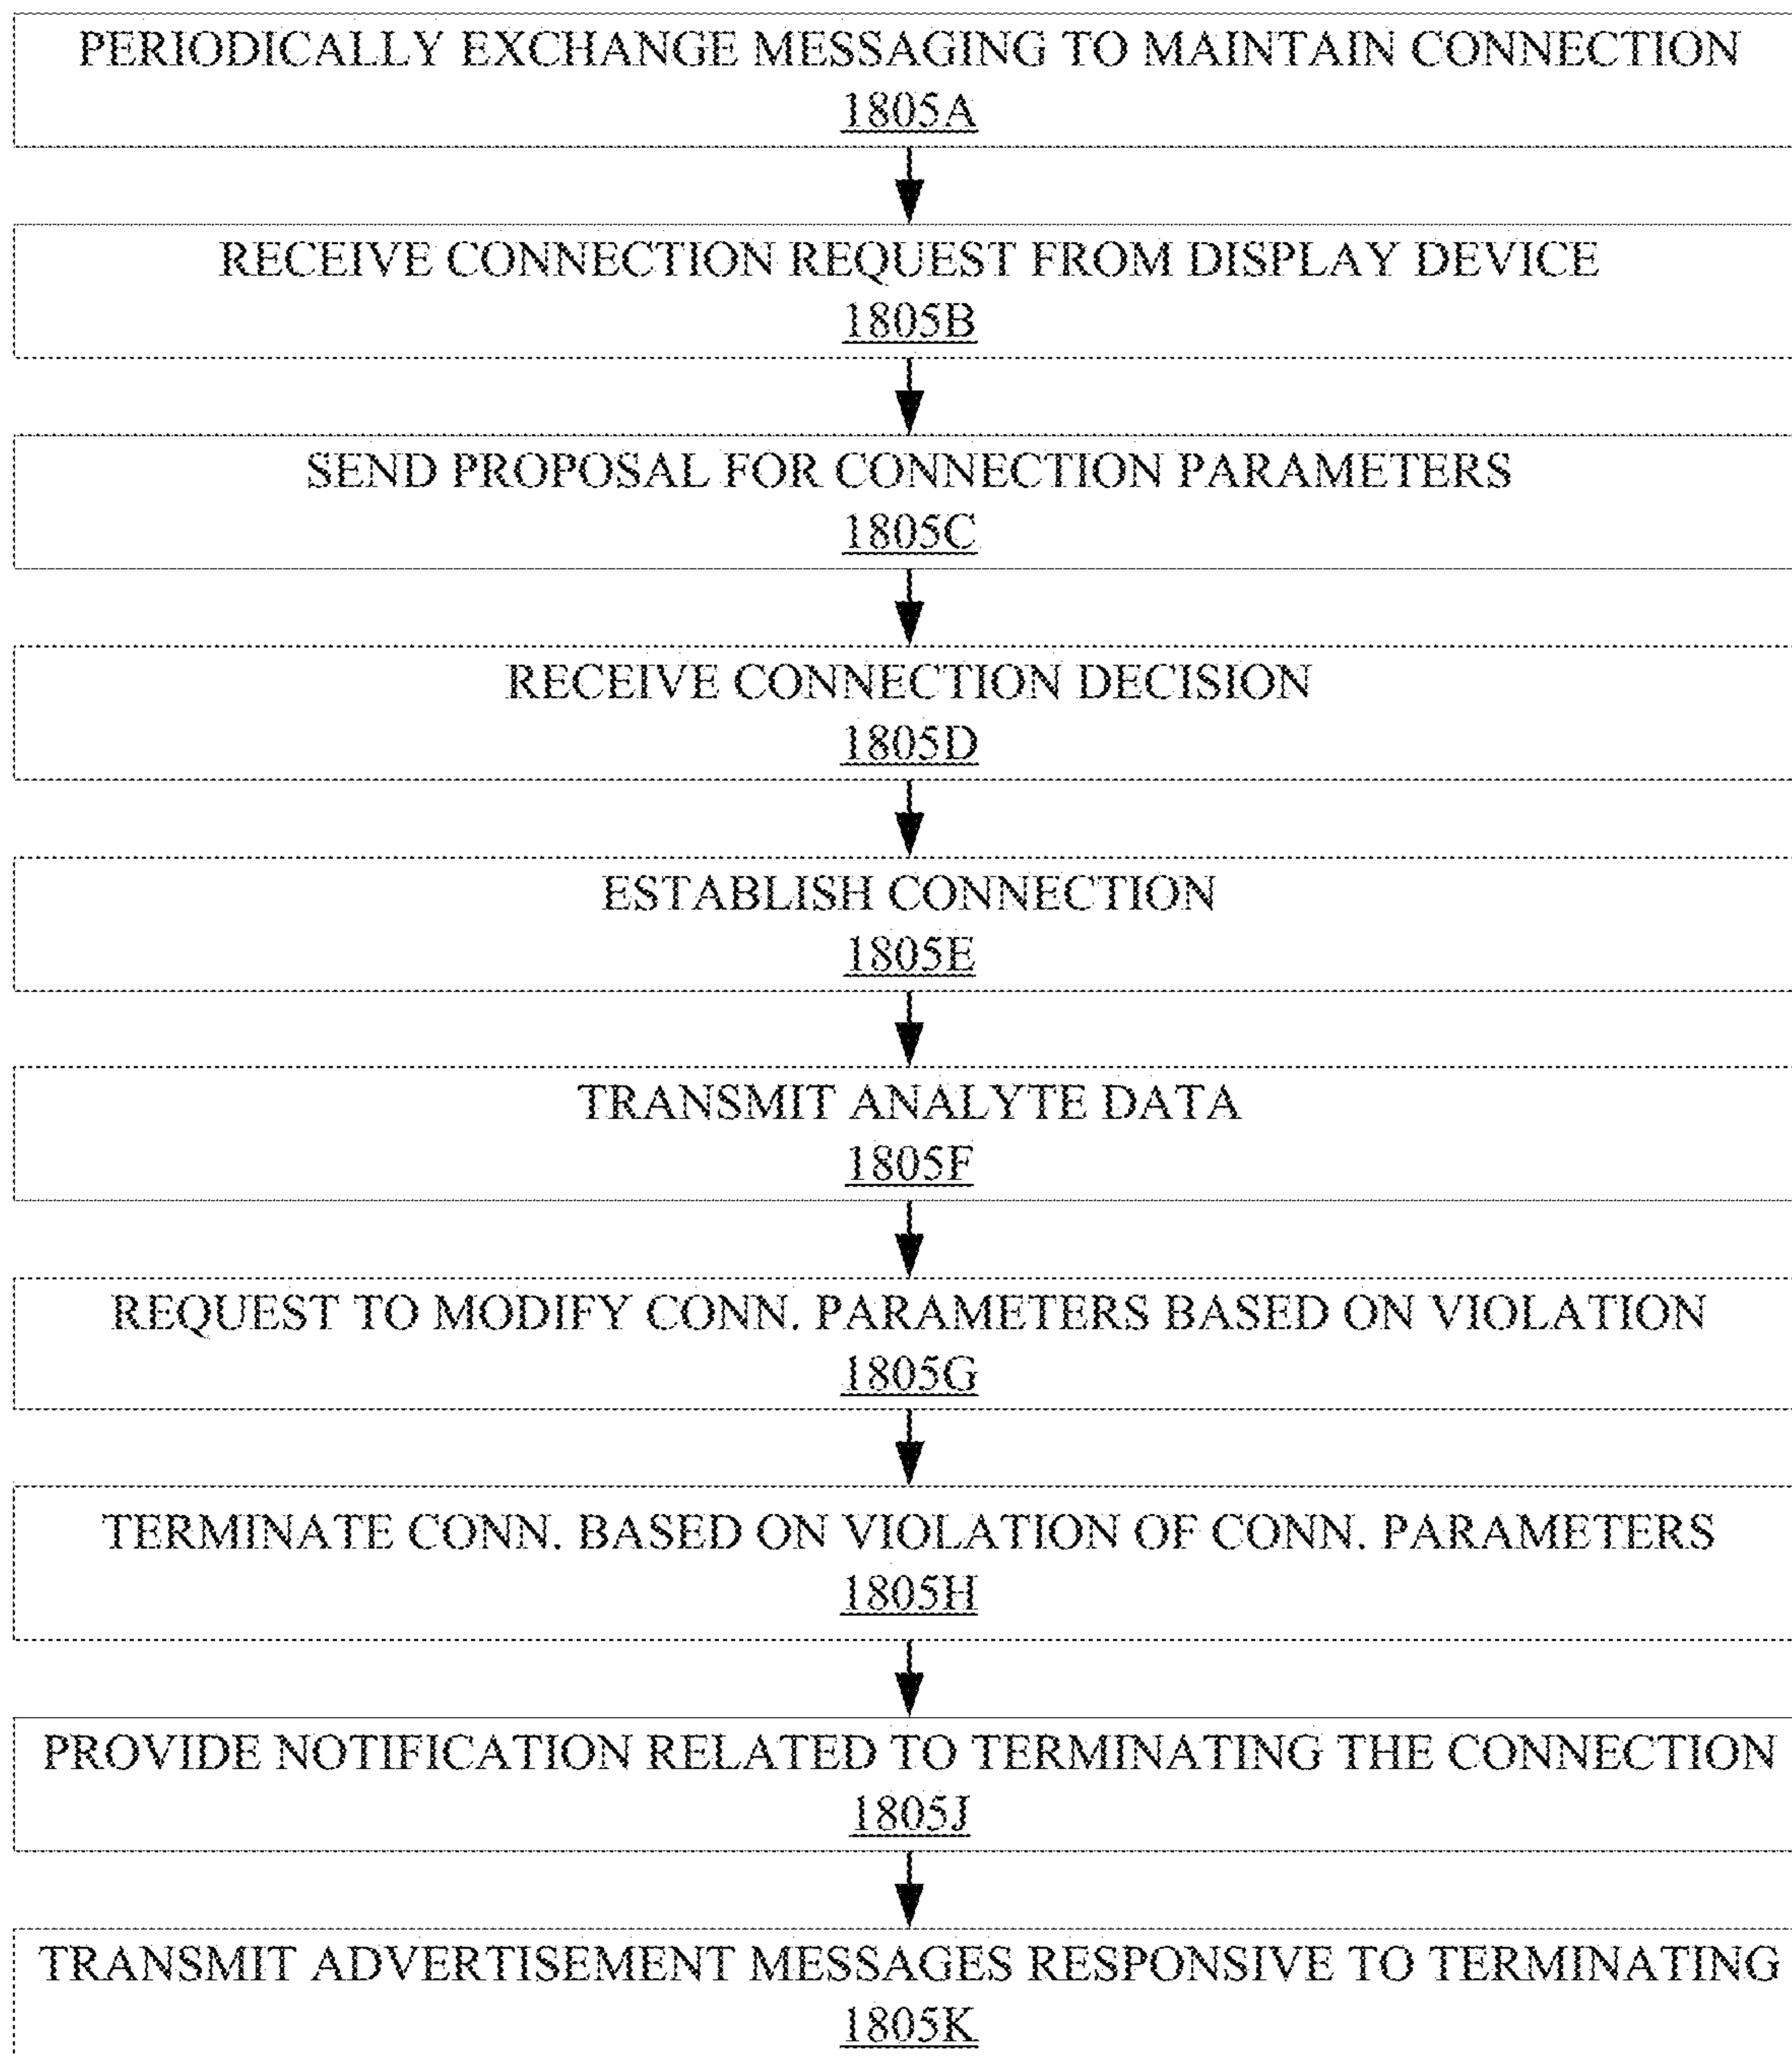 PERIODICALLY EXCHANGE MESSAGING TO MAINTAIN CONNECTION
1805A
RECEIVE CONNECTION REQUEST FROM DISPLAY DEVICE
1805B
SEND PROPOSAL FOR CONNECTION PARAMETERS
1805C
RECEIVE CONNECTION DECISION
1805D
ESTABLISH CONNECTION
1805E
TRANSMIT ANALYTE DATA
1805F
REQUEST TO MODIFY CONN. PARAMETERS BASED ON VIOLATION
1805G
TERMINATE CONN. BASED ON VIOLATION OF CONN. PARAMETERS
1805H
PROVIDE NOTIFICATION RELATED TO TERMINATING THE CONNECTION
1805J
TRANSMIT ADVERTISEMENT MESSAGES RESPONSIVE TO TERMINATING
1805K